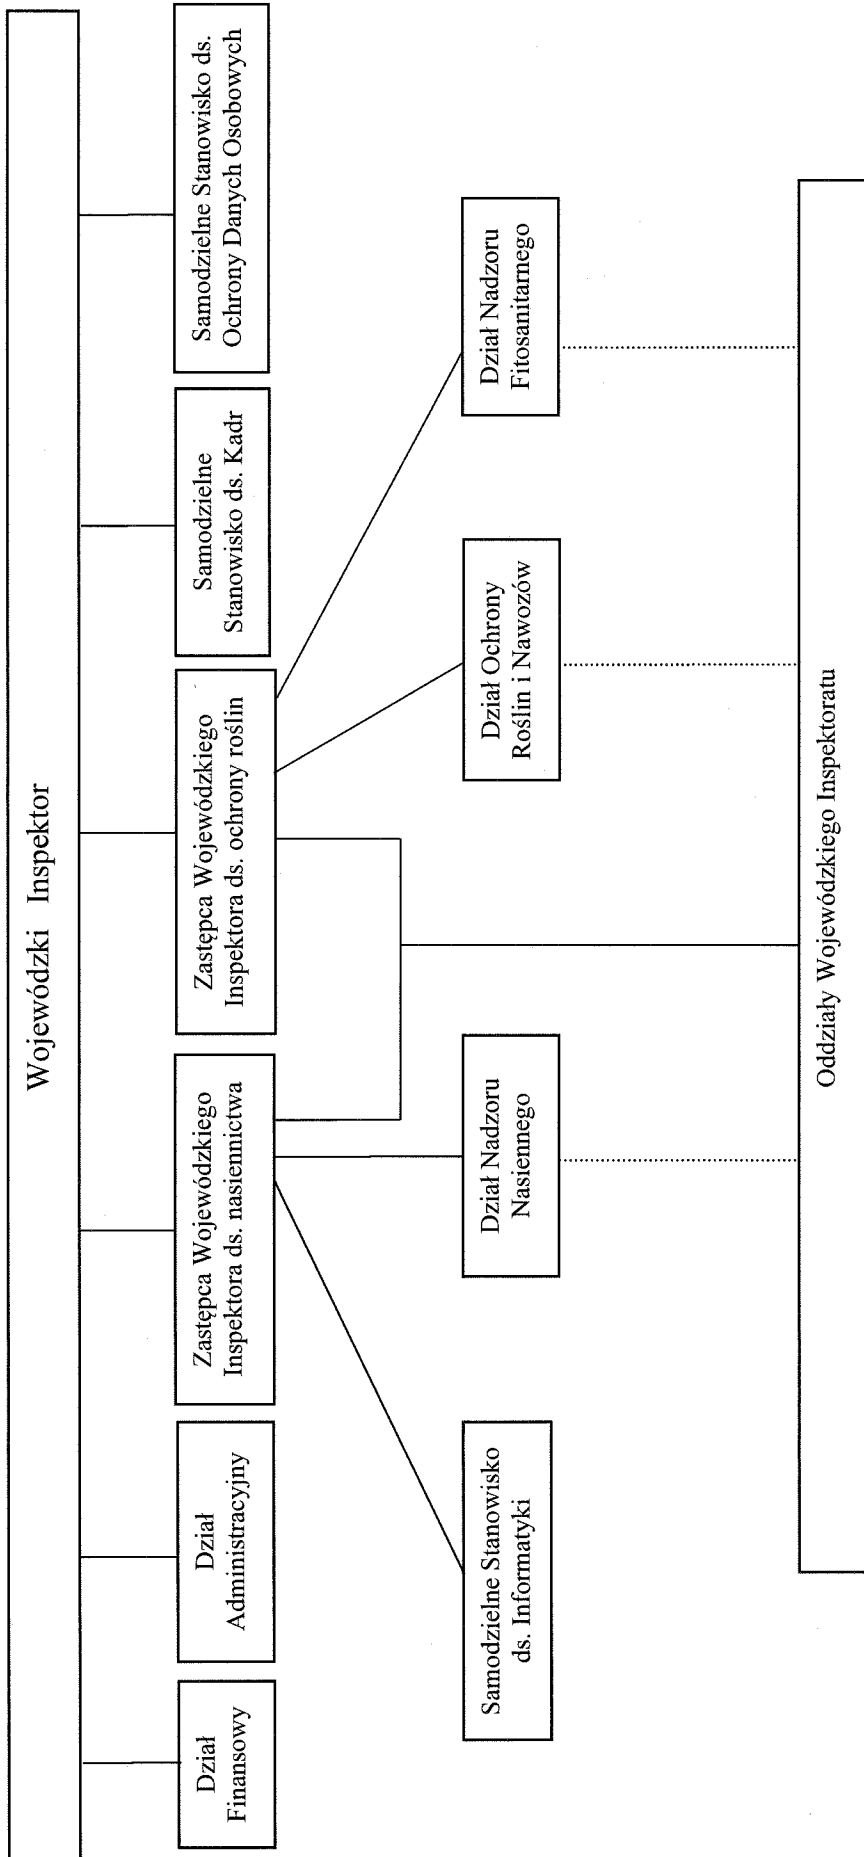 Wojewódzki Inspektor
Dział
Finansowy
Dział
Administracyjny
Zastępca Wojewódzkiego
Inspektora ds. nasiennictwa
Zastępca Wojewódzkiego
Inspektora ds. ochrony roślin
Samodzielne
Stanowisko ds. Kadr
Samodzielne Stanowisko ds.
Ochrony Danych Osobowych
Samodzielne Stanowisko
ds. Informatyki
Dział Nadzoru
Nasiennego
Dział Ochrony
Roślin i Nawozów
Dział Nadzoru
Fitosanitarnego
Oddziały Wojewódzkiego Inspektoratu